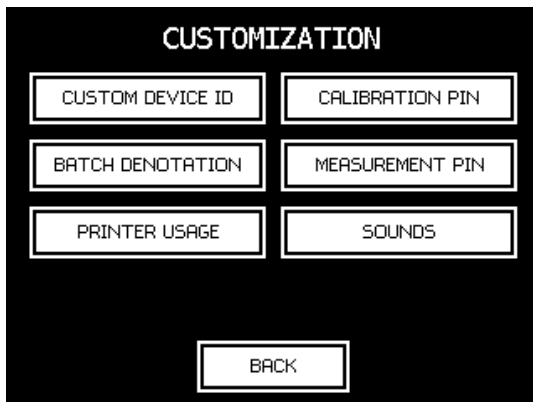 CUSTOMIZATION
CUSTOM DEVICE ID
CALIBRATION PIN
BATCH DENOTATION
MEASUREMENT PIN
PRINTER USAGE
SOUNDS
BACK